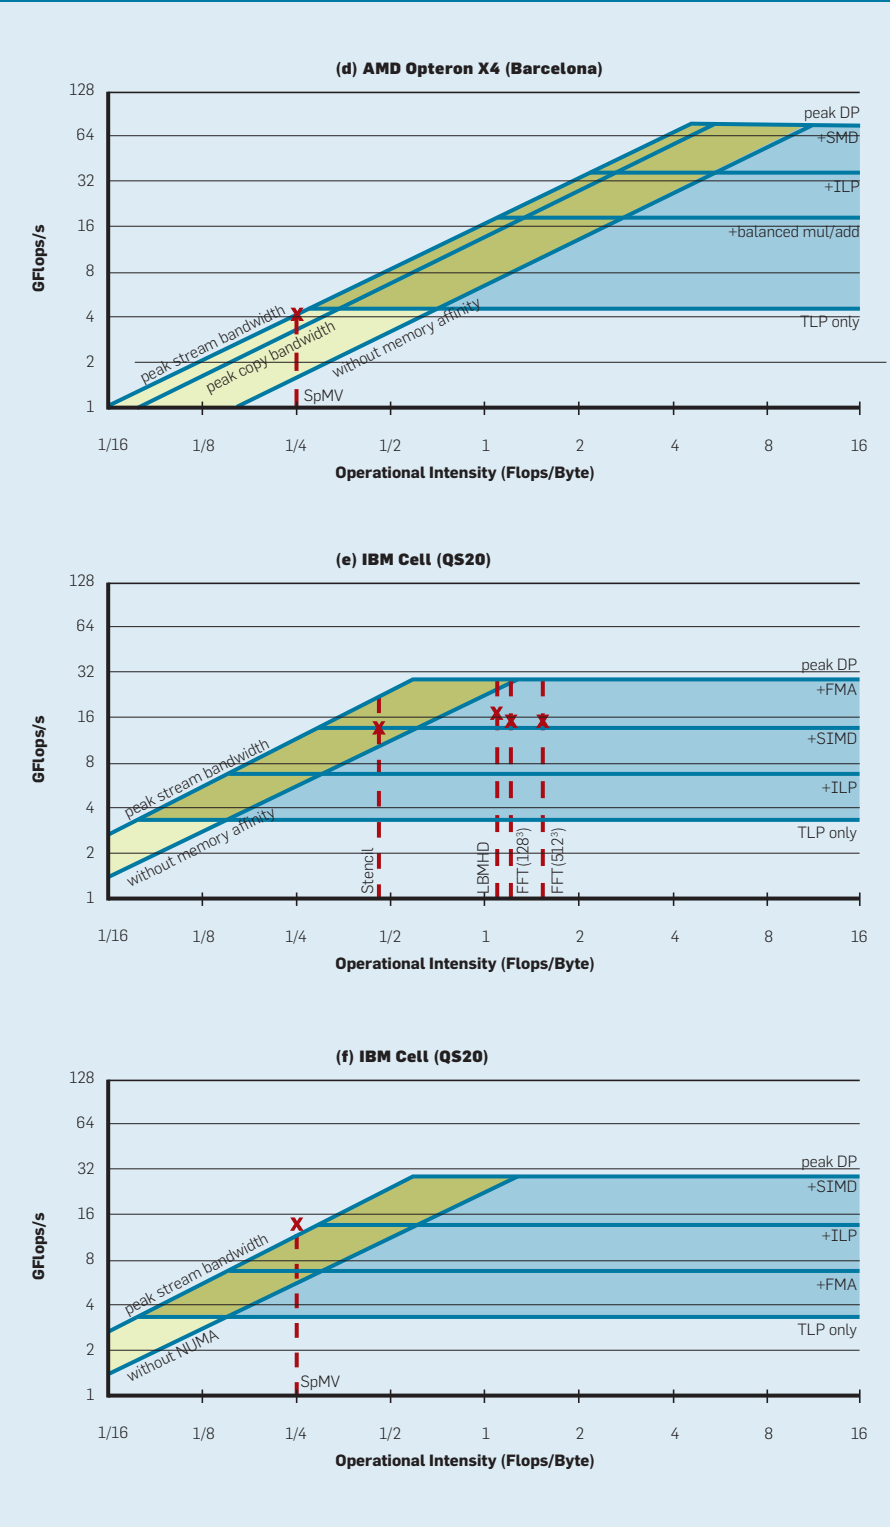 (d) AMD Opteron X4 (Barcelona)
128
64
32
16
8
4
2
1
GFlops/s
peak DP
+SMD
+ILP
+balanced mul/add
TLP only
peak stream bandwidth
peak copy bandwidth
without memory affinity
X
SpMV
1/16 1/8 1/4 1/2 1 2 4 8 16
Operational Intensity (Flops/Byte)
(e) IBM Cell (QS20)
128
64
32
16
8
4
2
1
GFlops/s
peak DP
+FMA
+SIMD
+ILP
TLP only
peak stream bandwidth
without memory affinity
X X X X
Stencil
LBMHD
FFT (128³)
FFT (512³)
1/16 1/8 1/4 1/2 1 2 4 8 16
Operational Intensity (Flops/Byte)
(f) IBM Cell (QS20)
128
64
32
16
8
4
2
1
GFlops/s
peak DP
+SIMD
+ILP
+FMA
TLP only
peak stream bandwidth
without NUMA
X
SpMV
1/16 1/8 1/4 1/2 1 2 4 8 16
Operational Intensity (Flops/Byte)